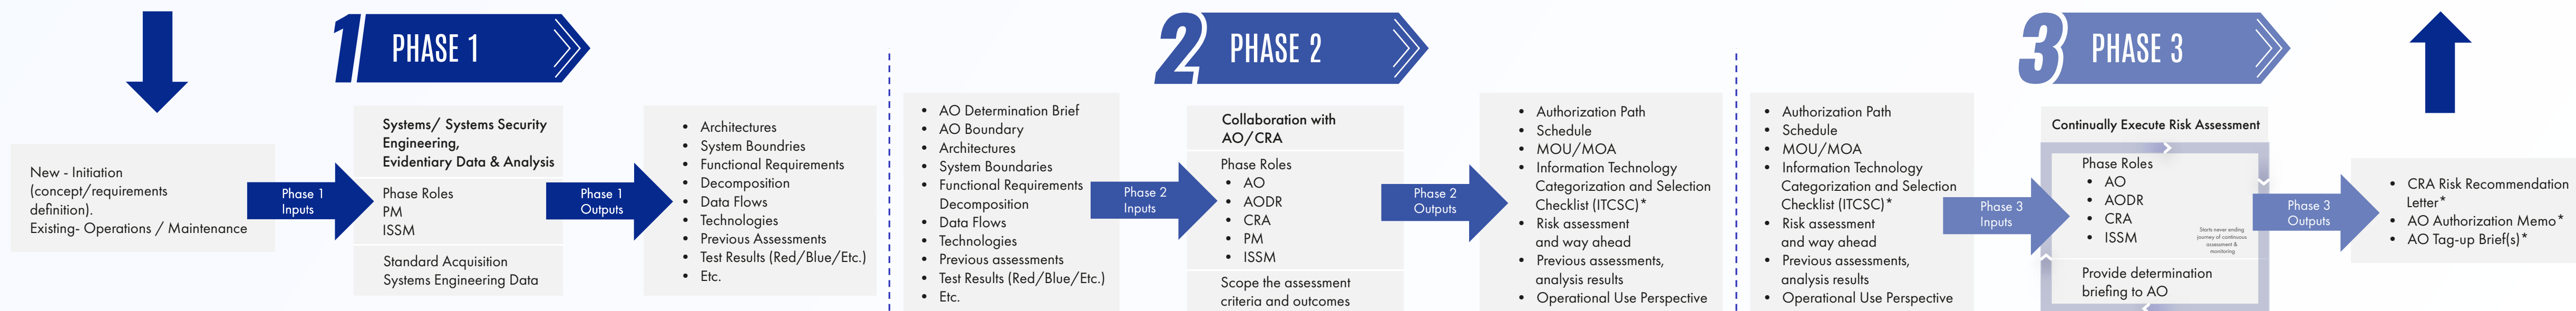 1 PHASE 1
New - Initiation
(concept/requirements
definition).
Existing- Operations / Maintenance
Phase 1
Inputs
Systems/ Systems Security
Engineering,
Evidentiary Data & Analysis
Phase Roles
PM
ISSM
Standard Acquisition
Systems Engineering Data
Phase 1
Outputs
• Architectures
• System Boundries
• Functional Requirements
• Decomposition
• Data Flows
• Technologies
• Previous Assessments
• Test Results (Red/Blue/Etc.)
• Etc.
2 PHASE 2
• AO Determination Brief
• AO Boundary
• Architectures
• System Boundaries
• Functional Requirements
Decomposition
• Data Flows
• Technologies
• Previous assessments
• Test Results (Red/Blue/Etc.)
• Etc.
Phase 2
Inputs
Collaboration with
AO/CRA
Phase Roles
• AO
• AODR
• CRA
• PM
• ISSM
Scope the assessment
criteria and outcomes
Phase 2
Outputs
• Authorization Path
• Schedule
• MOU/MOA
• Information Technology
Categorization and Selection
Checklist (ITCSC)*
• Risk assessment
and way ahead
• Previous assessments,
analysis results
• Operational Use Perspective
3 PHASE 3
• Authorization Path
• Schedule
• MOU/MOA
• Information Technology
Categorization and Selection
Checklist (ITCSC)*
• Risk assessment
and way ahead
• Previous assessments,
analysis results
• Operational Use Perspective
Phase 3
Inputs
Continually Execute Risk Assessment
Phase Roles
• AO
• AODR
• CRA
• ISSM
Starts never ending
journey of continuous
assessment &
monitoring
Provide determination
briefing to AO
Phase 3
Outputs
• CRA Risk Recommendation
Letter*
• AO Authorization Memo*
• AO Tag-up Brief(s)*